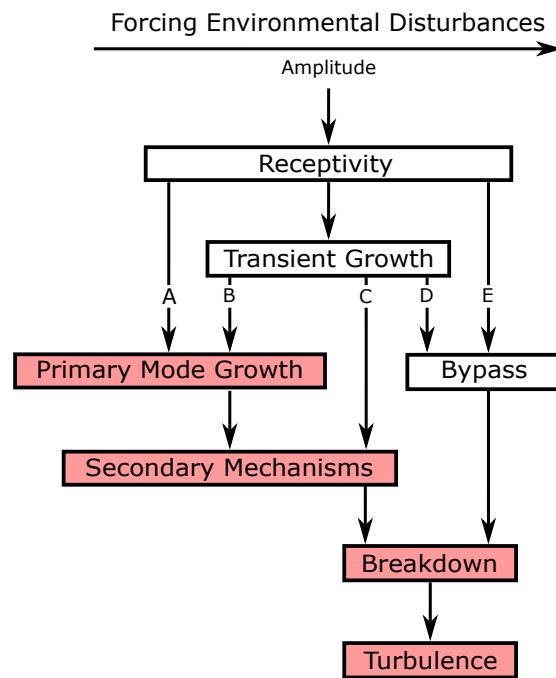 Forcing Environmental Disturbances
Amplitude
Receptivity
Transient Growth
A B C D E
Primary Mode Growth
Bypass
Secondary Mechanisms
Breakdown
Turbulence